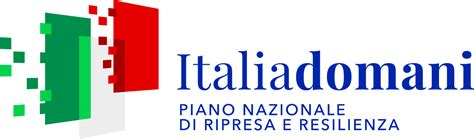 Italiadomani
PIANO NAZIONALE
DI RIPRESA E RESILIENZA